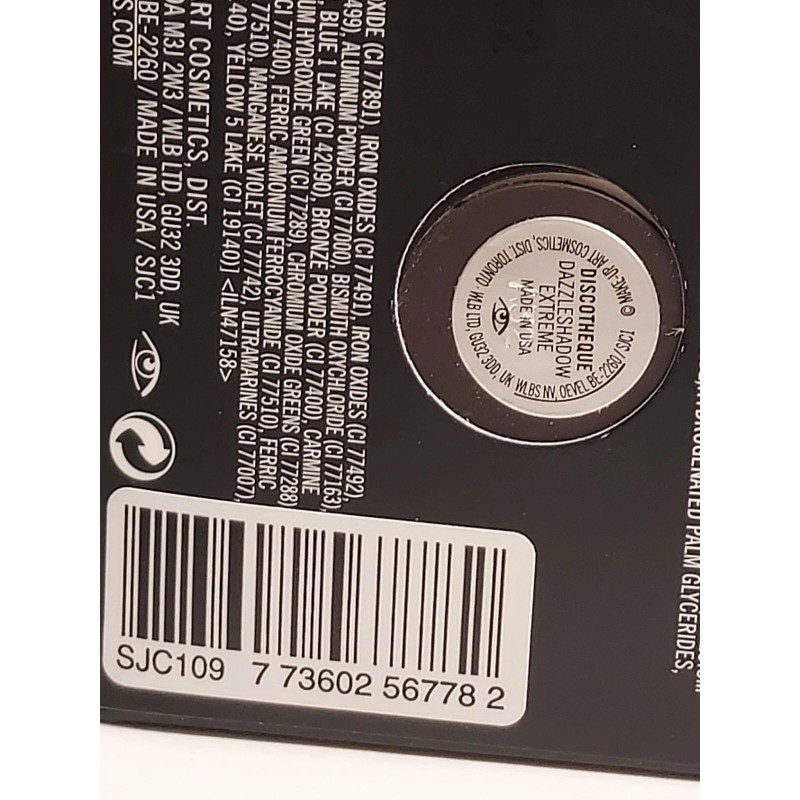 OXIDE (CI 77891), IRON OXIDES (CI 77491), IRON OXIDES (CI 77492),
499), ALUMINUM POWDER (CI 77000), BISMUTH OXYCHLORIDE (CI 77163),
, BLUE 1 LAKE (CI 42090), BRONZE POWDER (CI 77400), CARMINE
UM HYDROXIDE GREEN (CI 77289), CHROMIUM OXIDE GREENS (CI 77288)
(CI 77400), FERRIC AMMONIUM FERROCYANIDE (CI 77510), FERRIC
77510), MANGANESE VIOLET (CI 77742), ULTRAMARINES (CI 77007),
40), YELLOW 5 LAKE (CI 19140)] <ILN47158>
RT COSMETICS, DIST.
DA M3J 2W3 / WLB LTD, GU32 3DD, UK
BE-2260 / MADE IN USA / SJC1
S.COM
© MAKE-UP ART COSMETICS, DIST. TORONTO · WLB LTD, GU32 3DD, UK WLBS NV, OEVEL BE-2260 / SJC1
DISCOTHEQUE
DAZZLESHADOW
EXTREME
MADE IN USA
HYDROGENATED PALM GLYCERIDES,
SJC109 7 73602 56778 2